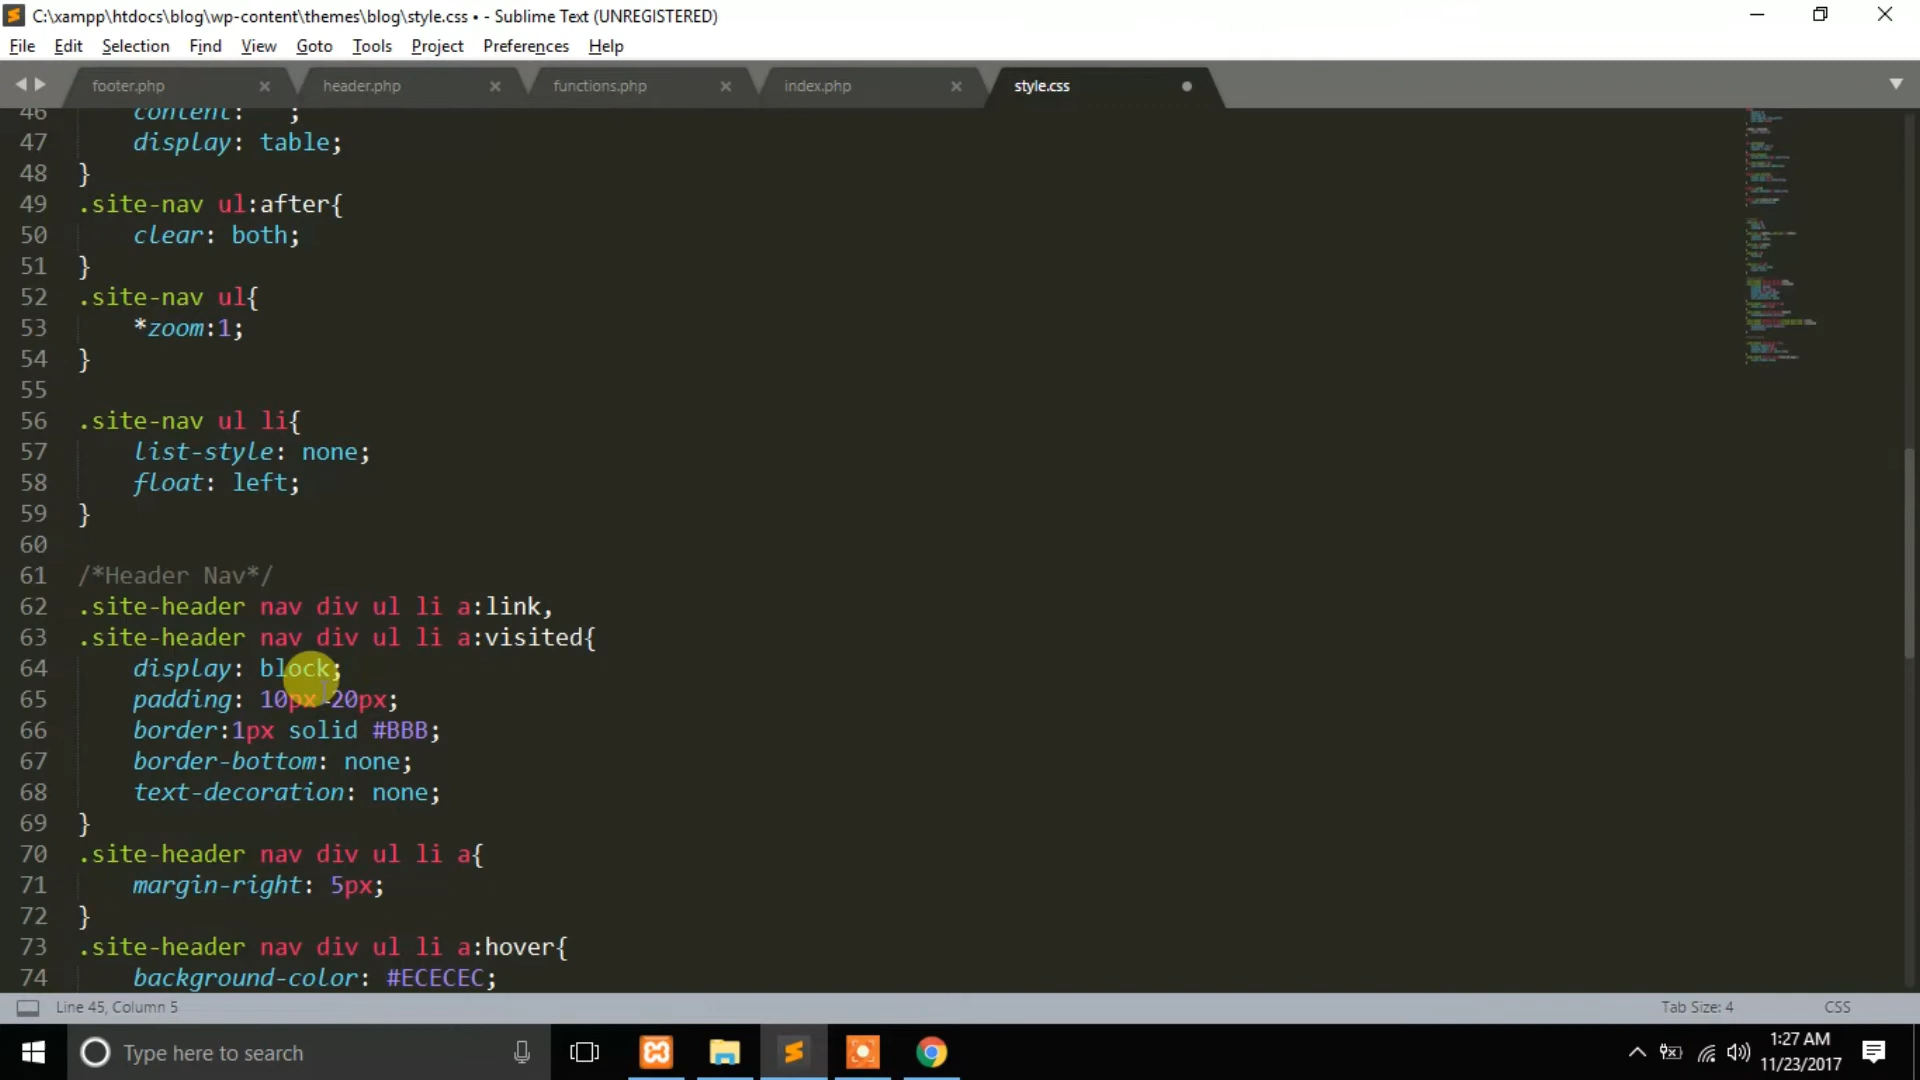 C:\xampp\htdocs\blog\wp-content\themes\blog\style.css • - Sublime Text (UNREGISTERED)
File Edit Selection Find View Goto Tools Project Preferences Help
footer.php header.php functions.php index.php style.css
46 content: ;
47 display: table;
48 }
49 .site-nav ul:after{
50 clear: both;
51 }
52 .site-nav ul{
53 *zoom:1;
54 }
55
56 .site-nav ul li{
57 list-style: none;
58 float: left;
59 }
60
61 /*Header Nav*/
62 .site-header nav div ul li a:link,
63 .site-header nav div ul li a:visited{
64 display: block;
65 padding: 10px 20px;
66 border:1px solid #BBB;
67 border-bottom: none;
68 text-decoration: none;
69 }
70 .site-header nav div ul li a{
71 margin-right: 5px;
72 }
73 .site-header nav div ul li a:hover{
74 background-color: #ECECEC;
Line 45, Column 5 Tab Size: 4 CSS
Type here to search
1:27 AM
11/23/2017